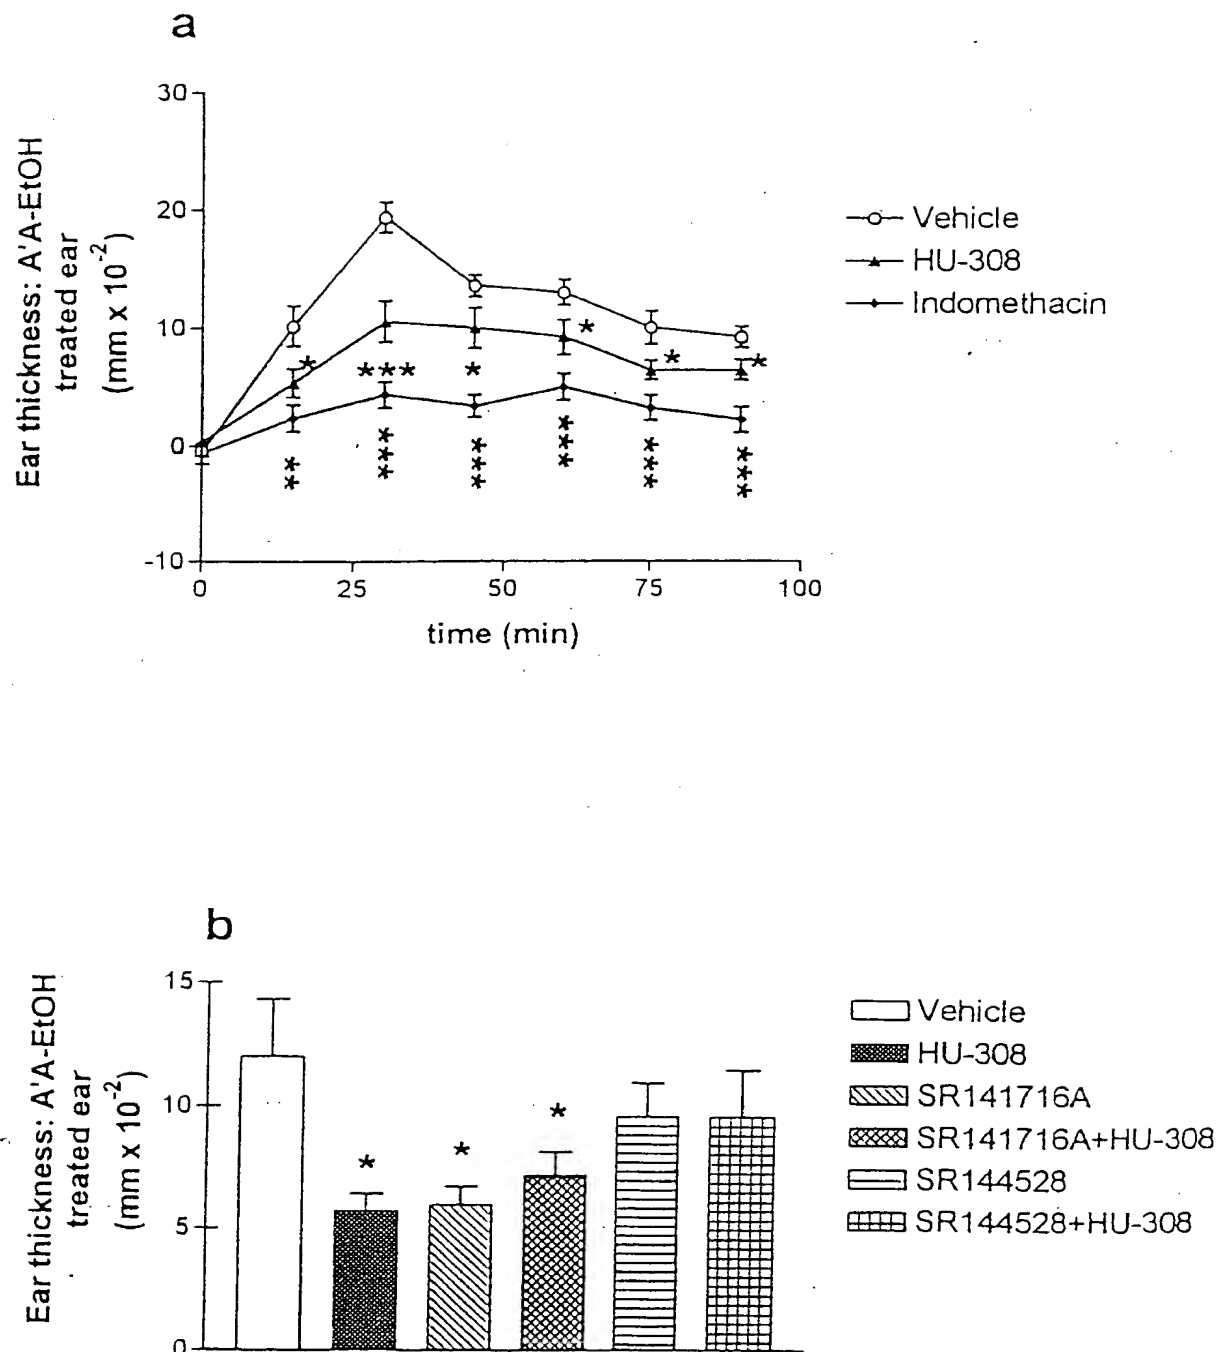 a
Ear thickness: A'A-EtOH
treated ear
(mm x 10-2)
30
20
10
0
-10
0
25
50
75
100
time (min)
Vehicle
HU-308
Indomethacin
*
***
*
*
*
*
**
***
***
***
***
***
b
Ear thickness: A'A-EtOH
treated ear
(mm x 10-2)
15
10
5
0
*
*
*
Vehicle
HU-308
SR141716A
SR141716A+HU-308
SR144528
SR144528+HU-308